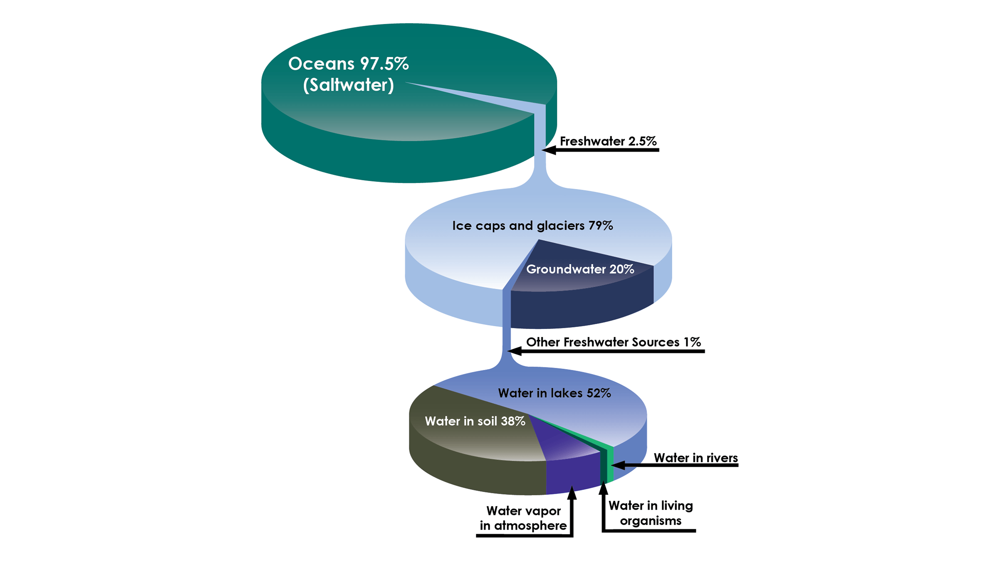 Oceans 97.5%
(Saltwater)
Freshwater 2.5%
Ice caps and glaciers 79%
Groundwater 20%
Other Freshwater Sources 1%
Water in lakes 52%
Water in soil 38%
Water in rivers
Water vapor
in atmosphere
Water in living
organisms